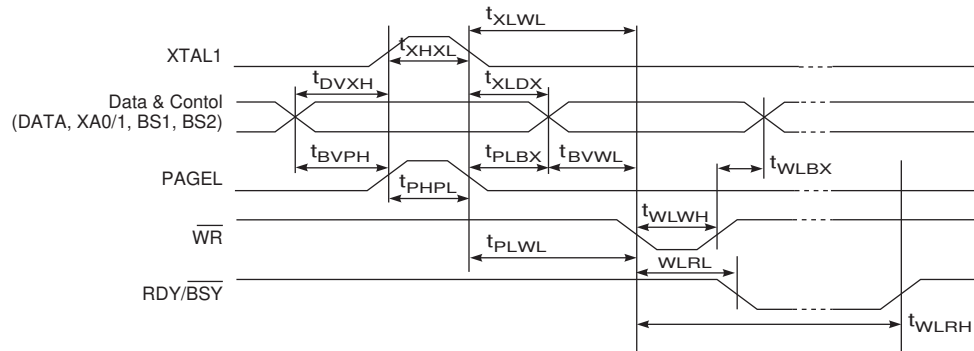 tXLWL
XTAL1
tXHXL
tDVXH
tXLDX
Data & Contol
(DATA, XA0/1, BS1, BS2)
tBVPH
tPLBX
tBVWL
tWLBX
PAGEL
tPHPL
tWLWH
WR
tPLWL
WLRL
RDY/BSY
tWLRH